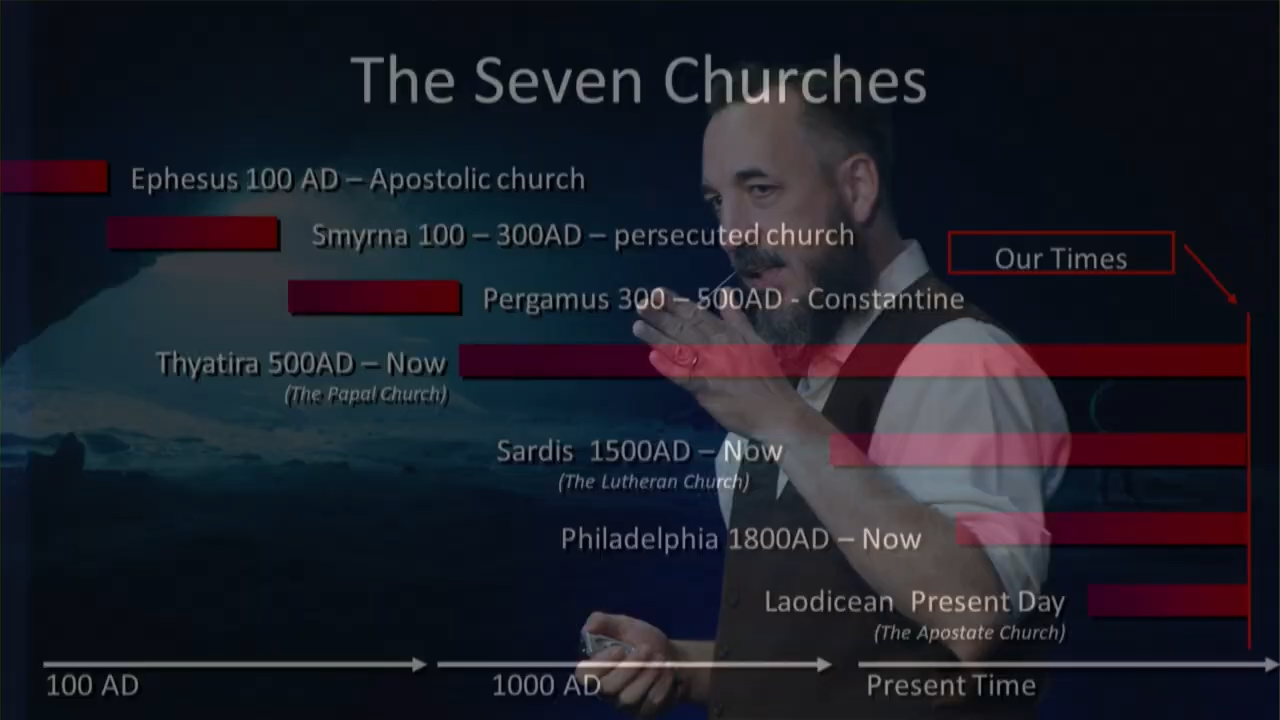 The Seven Churches
Ephesus 100 AD – Apostolic church
Smyrna 100 – 300AD – persecuted church
Our Times
Pergamus 300 – 500AD - Constantine
Thyatira 500AD – Now
(The Papal Church)
Sardis 1500AD – Now
(The Lutheran Church)
Philadelphia 1800AD – Now
Laodicean Present Day
(The Apostate Church)
100 AD
1000 AD
Present Time